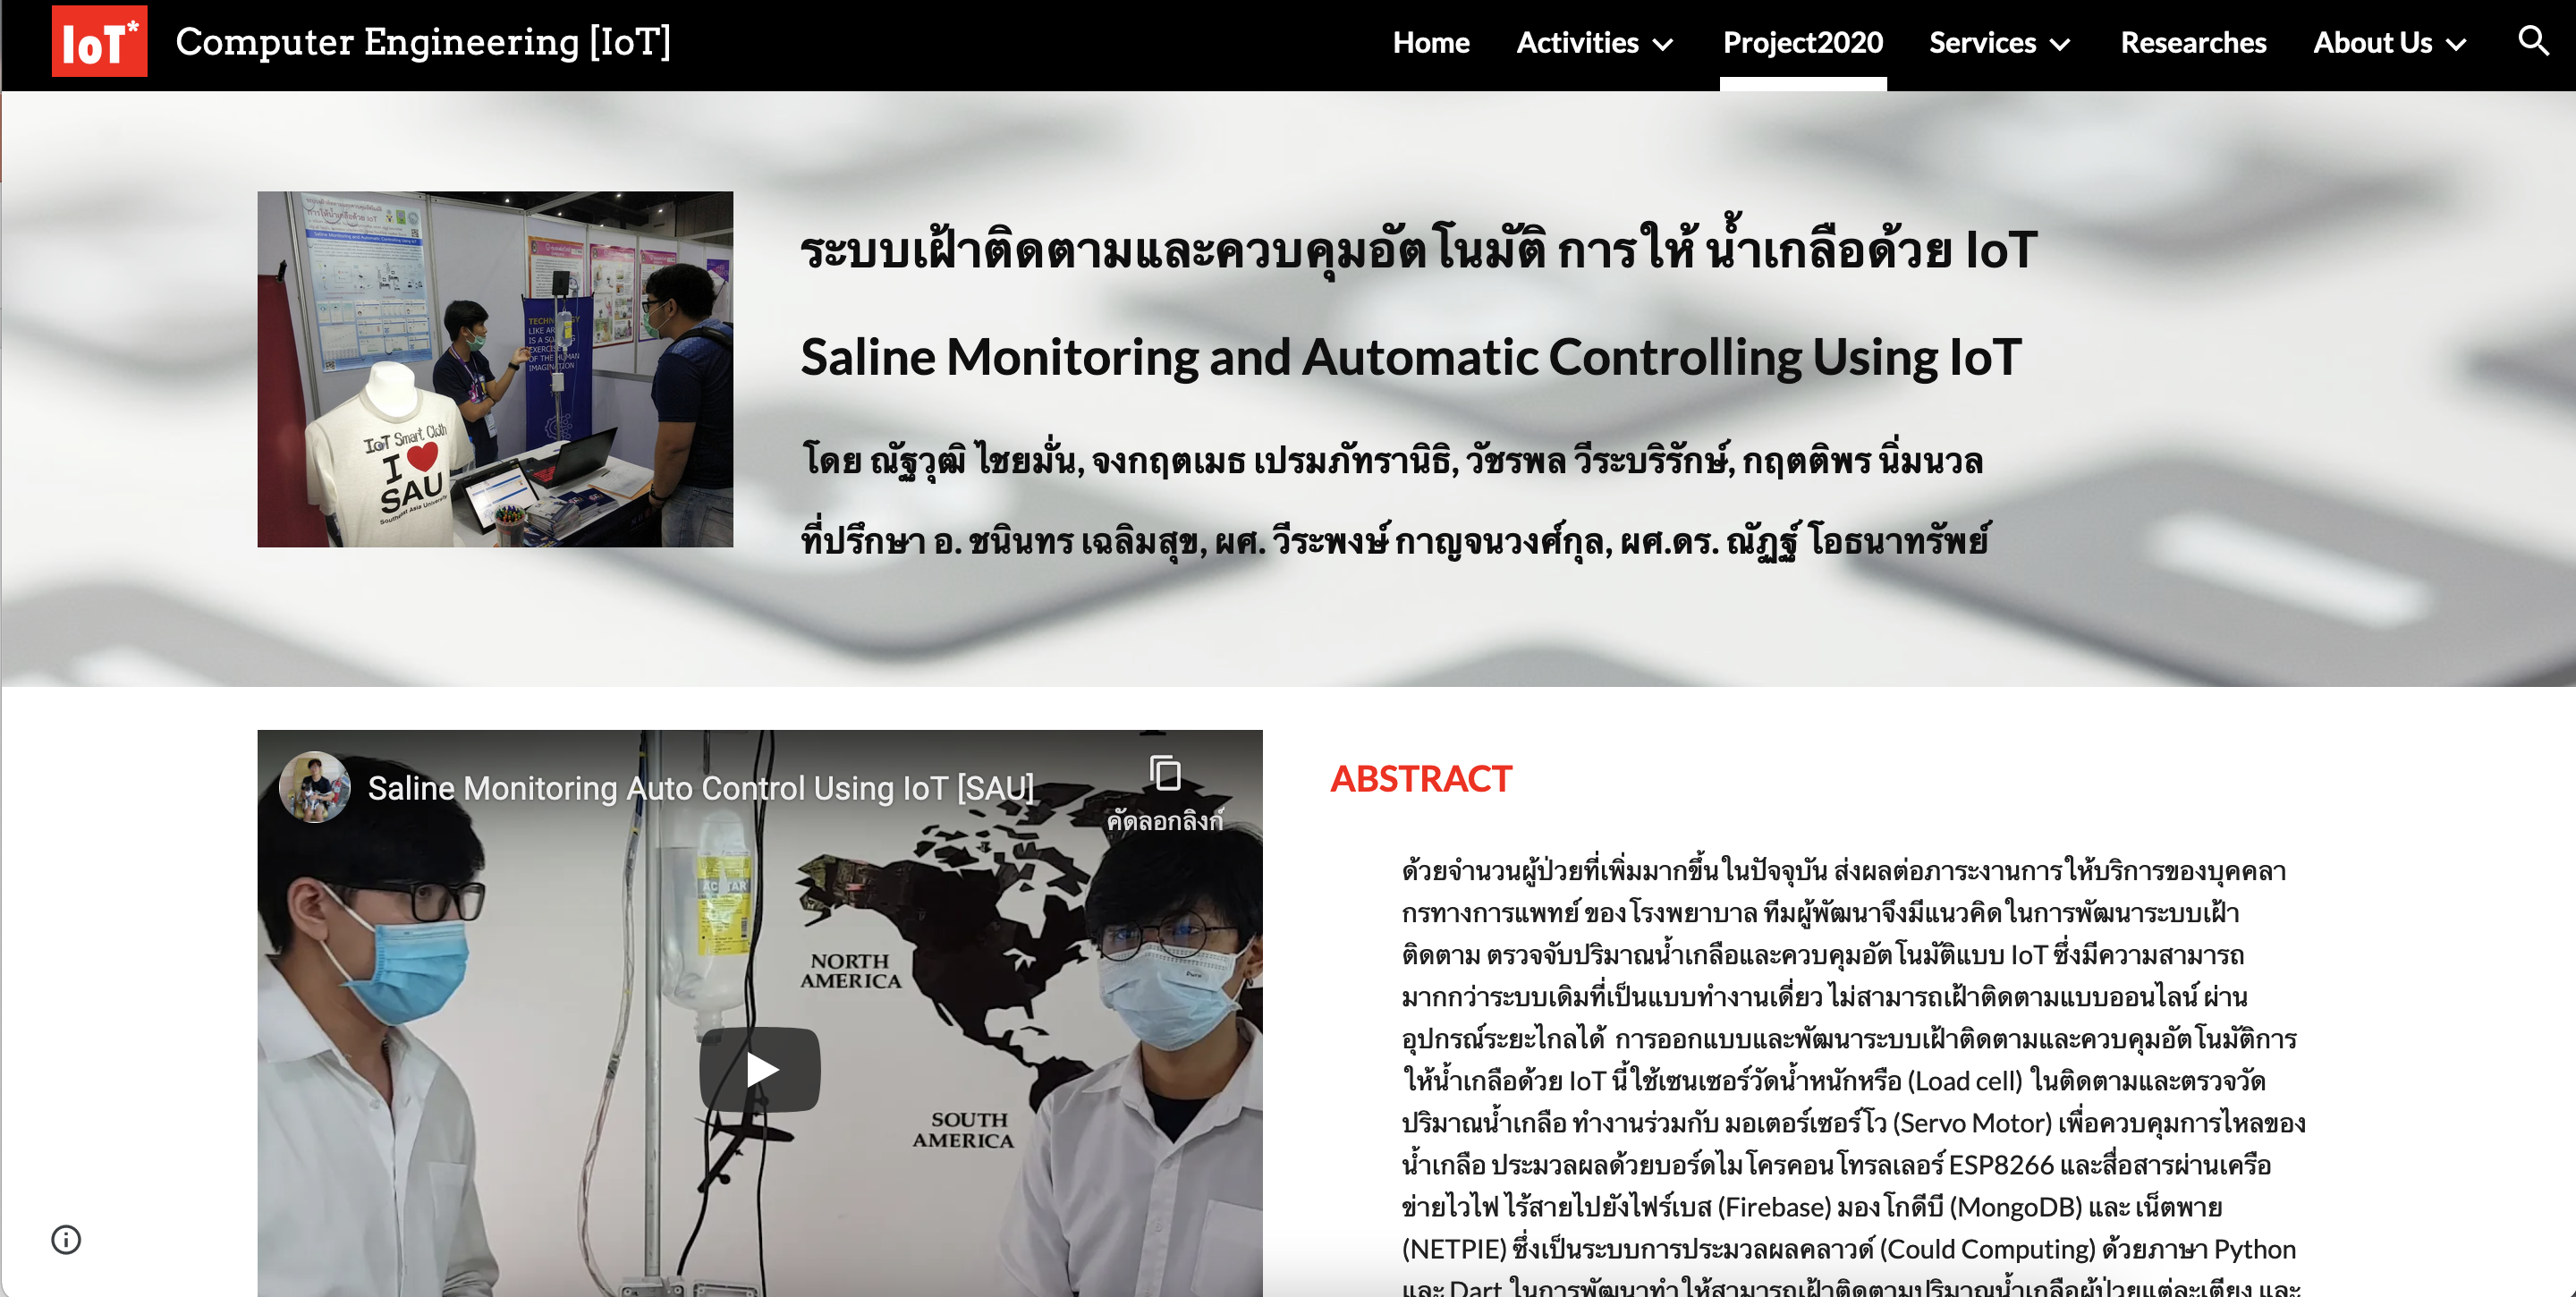 IoT*
Computer Engineering [IoT]
Home
Activities
Project2020
Services
Researches
About Us
ระบบเฝ้าติดตามและควบคุมอัตโนมัติ การให้ น้ำเกลือด้วย IoT
Saline Monitoring and Automatic Controlling Using IoT
โดย ณัฐวุฒิ ไชยมั่น, จงกฤตเมธ เปรมภัทรานิธิ, วัชรพล วีระบริรักษ์, กฤตติพร นิ่มนวล
ที่ปรึกษา อ. ชนินทร เฉลิมสุข, ผศ. วีระพงษ์ กาญจนวงศ์กุล, ผศ.ดร. ณัฏฐ์ โอธนาทรัพย์
การให้น้ำเกลือด้วย IoT
Saline Monitoring and Automatic Controlling Using IoT
TECHNOLOGY
LIKE ART
IS A SOARING
EXERCISE
OF THE HUMAN
IMAGINATION
IoT Smart Cloth
I ❤
SAU
Southeast Asia University
Saline Monitoring Auto Control Using IoT [SAU]
คัดลอกลิงก์
NORTH
AMERICA
SOUTH
AMERICA
ABSTRACT
ด้วยจำนวนผู้ป่วยที่เพิ่มมากขึ้นในปัจจุบัน ส่งผลต่อภาระงานการให้บริการของบุคคลา
กรทางการแพทย์ ของโรงพยาบาล ทีมผู้พัฒนาจึงมีแนวคิดในการพัฒนาระบบเฝ้า
ติดตาม ตรวจจับปริมาณน้ำเกลือและควบคุมอัตโนมัติแบบ IoT ซึ่งมีความสามารถ
มากกว่าระบบเดิมที่เป็นแบบทำงานเดี่ยว ไม่สามารถเฝ้าติดตามแบบออนไลน์ ผ่าน
อุปกรณ์ระยะไกลได้ การออกแบบและพัฒนาระบบเฝ้าติดตามและควบคุมอัตโนมัติการ
ให้น้ำเกลือด้วย IoT นี้ใช้เซนเซอร์วัดน้ำหนักหรือ (Load cell) ในติดตามและตรวจวัด
ปริมาณน้ำเกลือ ทำงานร่วมกับ มอเตอร์เซอร์โว (Servo Motor) เพื่อควบคุมการไหลของ
น้ำเกลือ ประมวลผลด้วยบอร์ดไมโครคอนโทรลเลอร์ ESP8266 และสื่อสารผ่านเครือ
ข่ายไวไฟ ไร้สายไปยังไฟร์เบส (Firebase) มองโกดีบี (MongoDB) และ เน็ตพาย
(NETPIE) ซึ่งเป็นระบบการประมวลผลคลาวด์ (Could Computing) ด้วยภาษา Python
และ Dart ในการพัฒนาทำให้สามารถเฝ้าติดตามปริมาณน้ำเกลือผู้ป่วยแต่ละเตียง และ